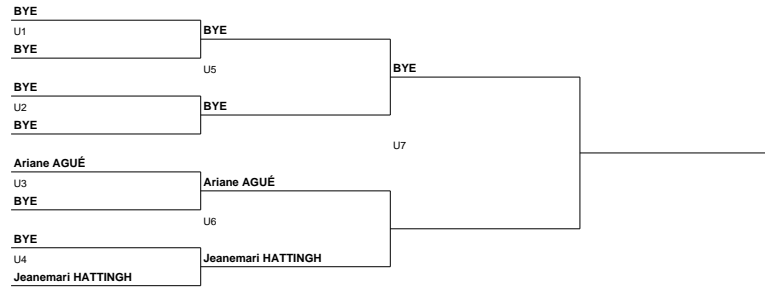 BYE
U1
BYE
BYE
U5
BYE
BYE
U2
BYE
BYE
U7
Ariane AGUÉ
U3
Ariane AGUÉ
BYE
U6
BYE
U4
Jeanemari HATTINGH
Jeanemari HATTINGH